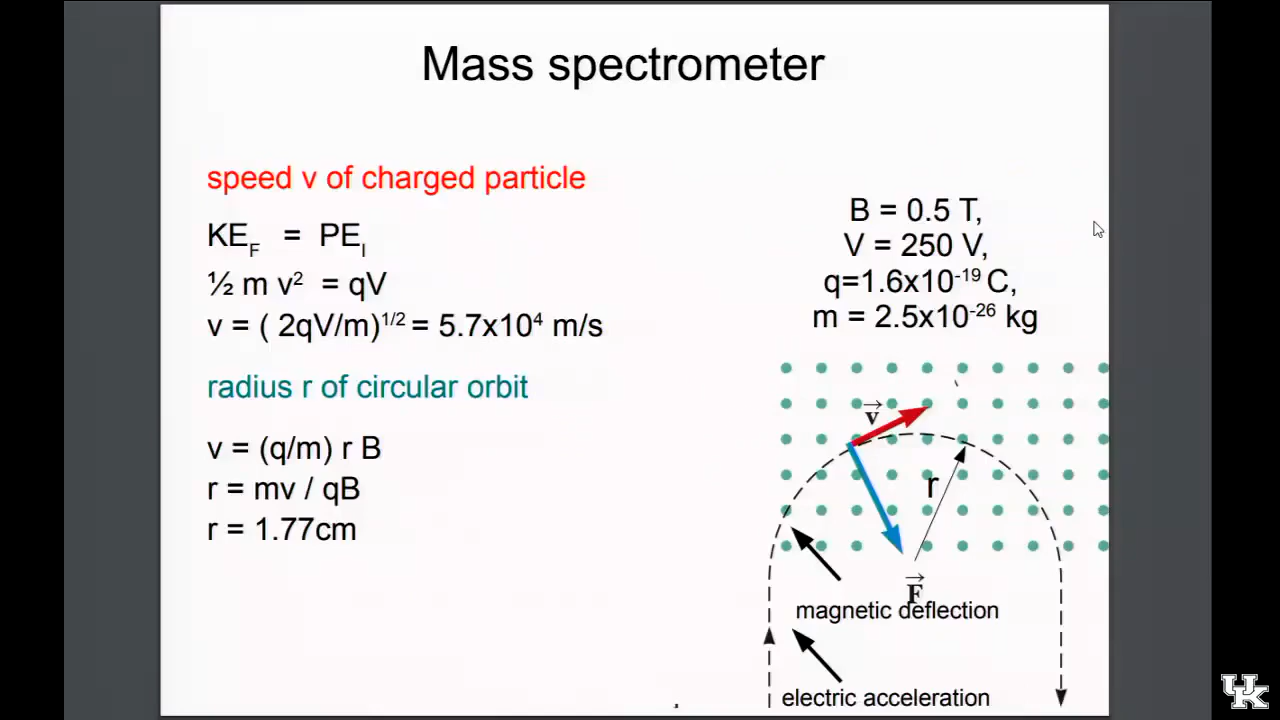 Mass spectrometer
speed v of charged particle
KE_F = PE_I
½ m v² = qV
v = ( 2qV/m)^1/2 = 5.7x10⁴ m/s
radius r of circular orbit
v = (q/m) r B
r = mv / qB
r = 1.77cm
B = 0.5 T,
V = 250 V,
q=1.6x10⁻¹⁹ C,
m = 2.5x10⁻²⁶ kg
v
r
F
magnetic deflection
electric acceleration
UK